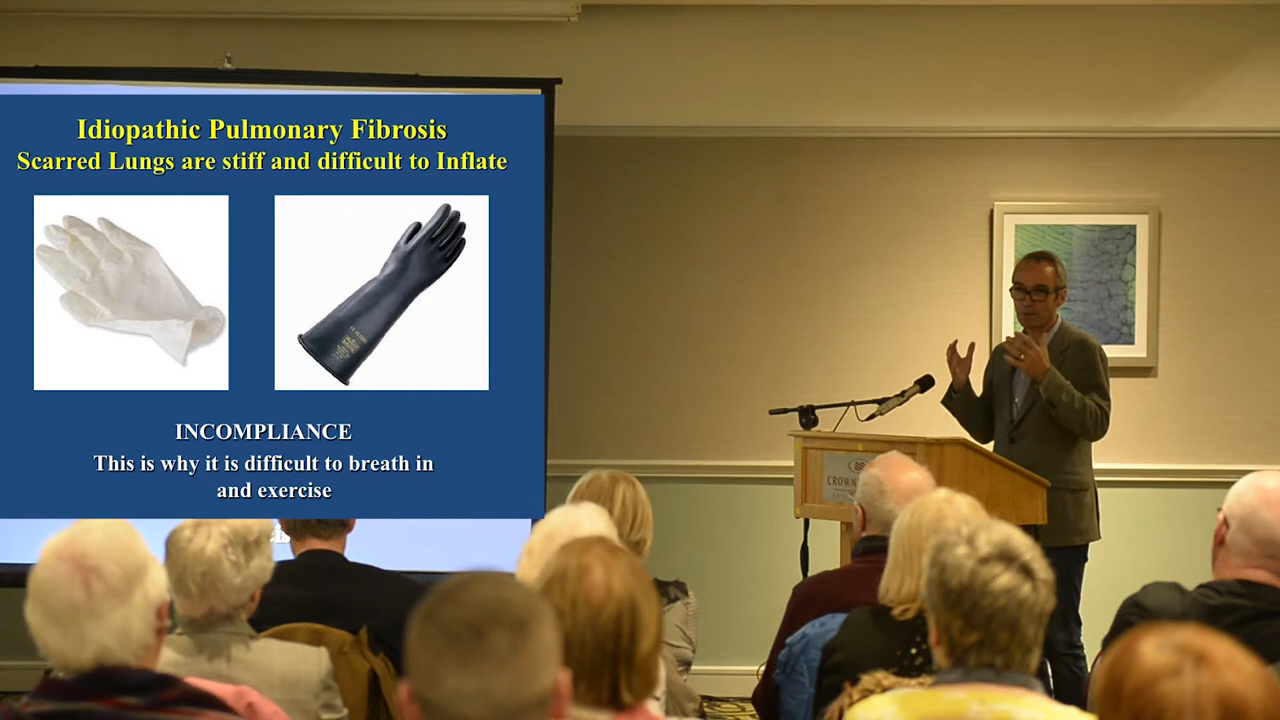 Idiopathic Pulmonary Fibrosis
Scarred Lungs are stiff and difficult to Inflate
INCOMPLIANCE
This is why it is difficult to breath in
and exercise
CROWN